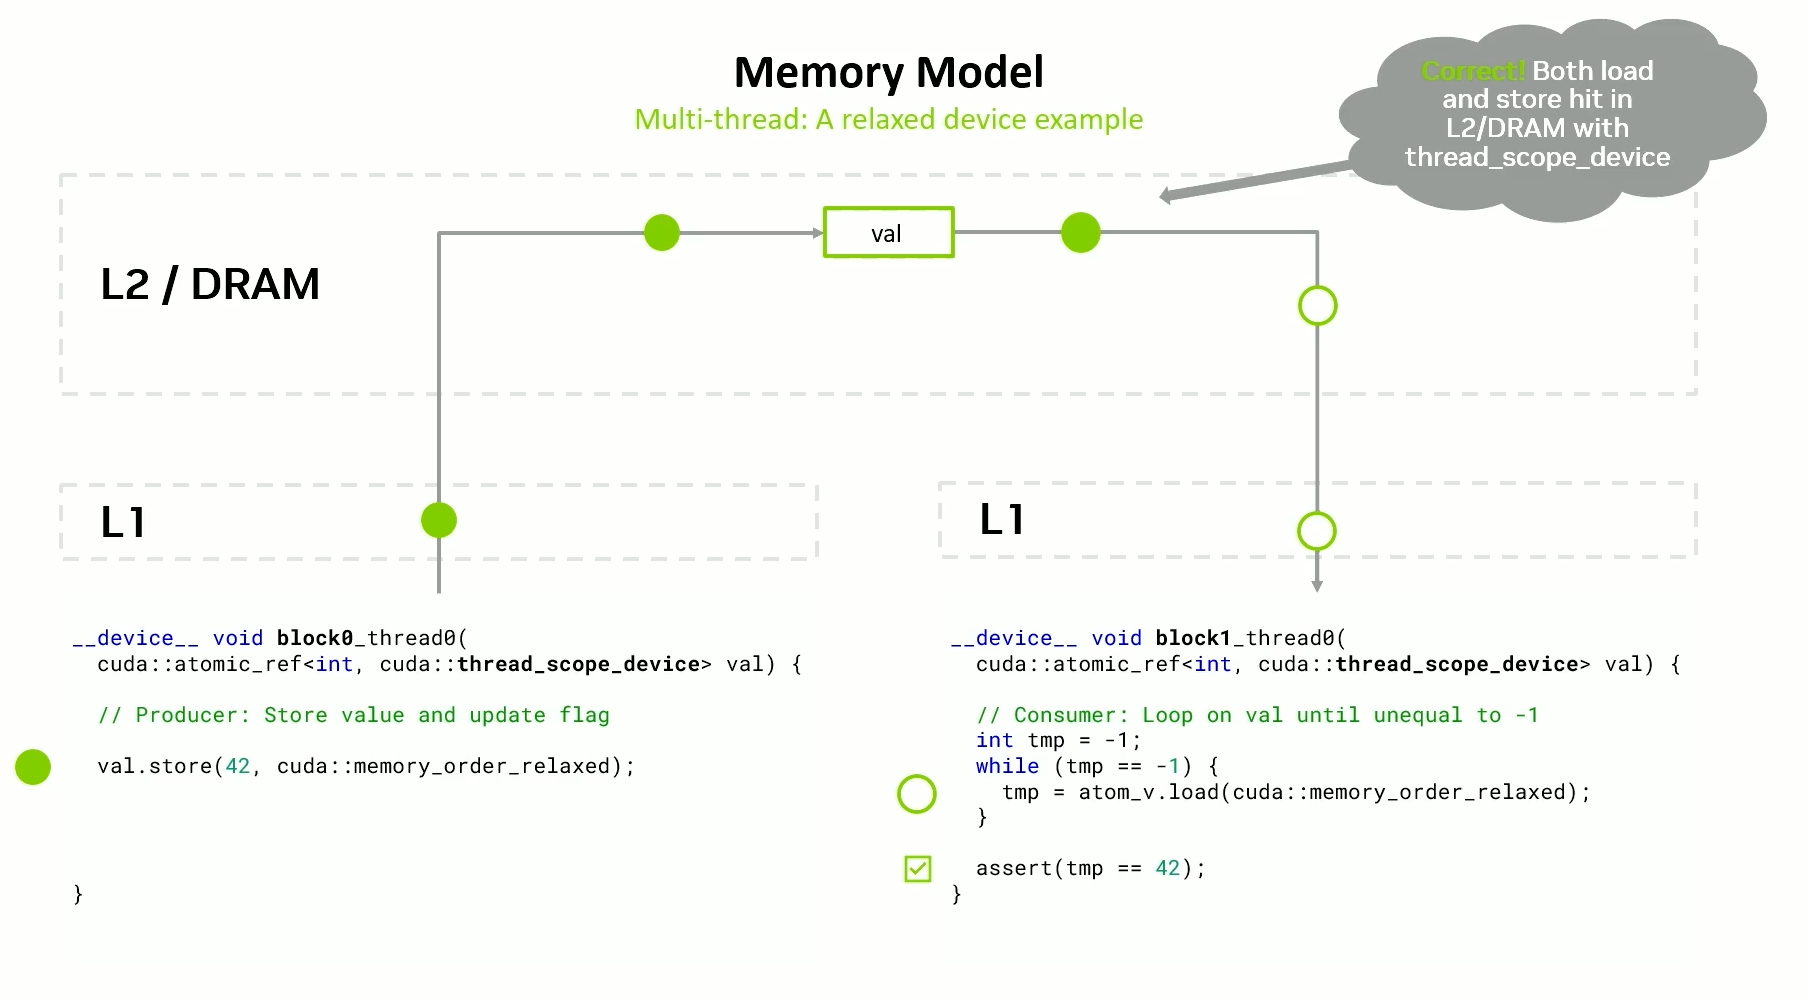 Memory Model
Multi-thread: A relaxed device example
Correct! Both load
and store hit in
L2/DRAM with
thread_scope_device
val
L2 / DRAM
L1
L1
__device__ void block0_thread0(
cuda::atomic_ref<int, cuda::thread_scope_device> val) {
// Producer: Store value and update flag
val.store(42, cuda::memory_order_relaxed);
}
__device__ void block1_thread0(
cuda::atomic_ref<int, cuda::thread_scope_device> val) {
// Consumer: Loop on val until unequal to -1
int tmp = -1;
while (tmp == -1) {
tmp = atom_v.load(cuda::memory_order_relaxed);
}
assert(tmp == 42);
}